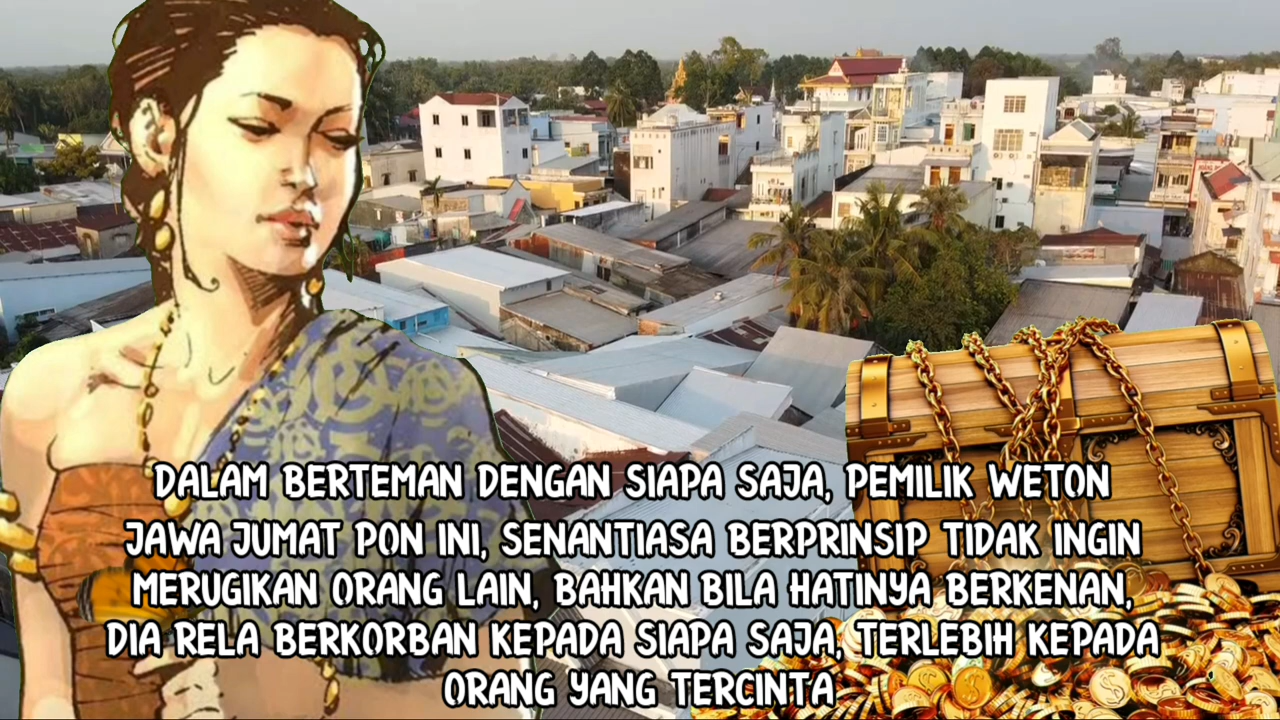 DALAM BERTEMAN DENGAN SIAPA SAJA, PEMILIK WETON
JAWA JUMAT PON INI, SENANTIASA BERPRINSIP TIDAK INGIN
MERUGIKAN ORANG LAIN, BAHKAN BILA HATINYA BERKENAN,
DIA RELA BERKORBAN KEPADA SIAPA SAJA, TERLEBIH KEPADA
ORANG YANG TERCINTA